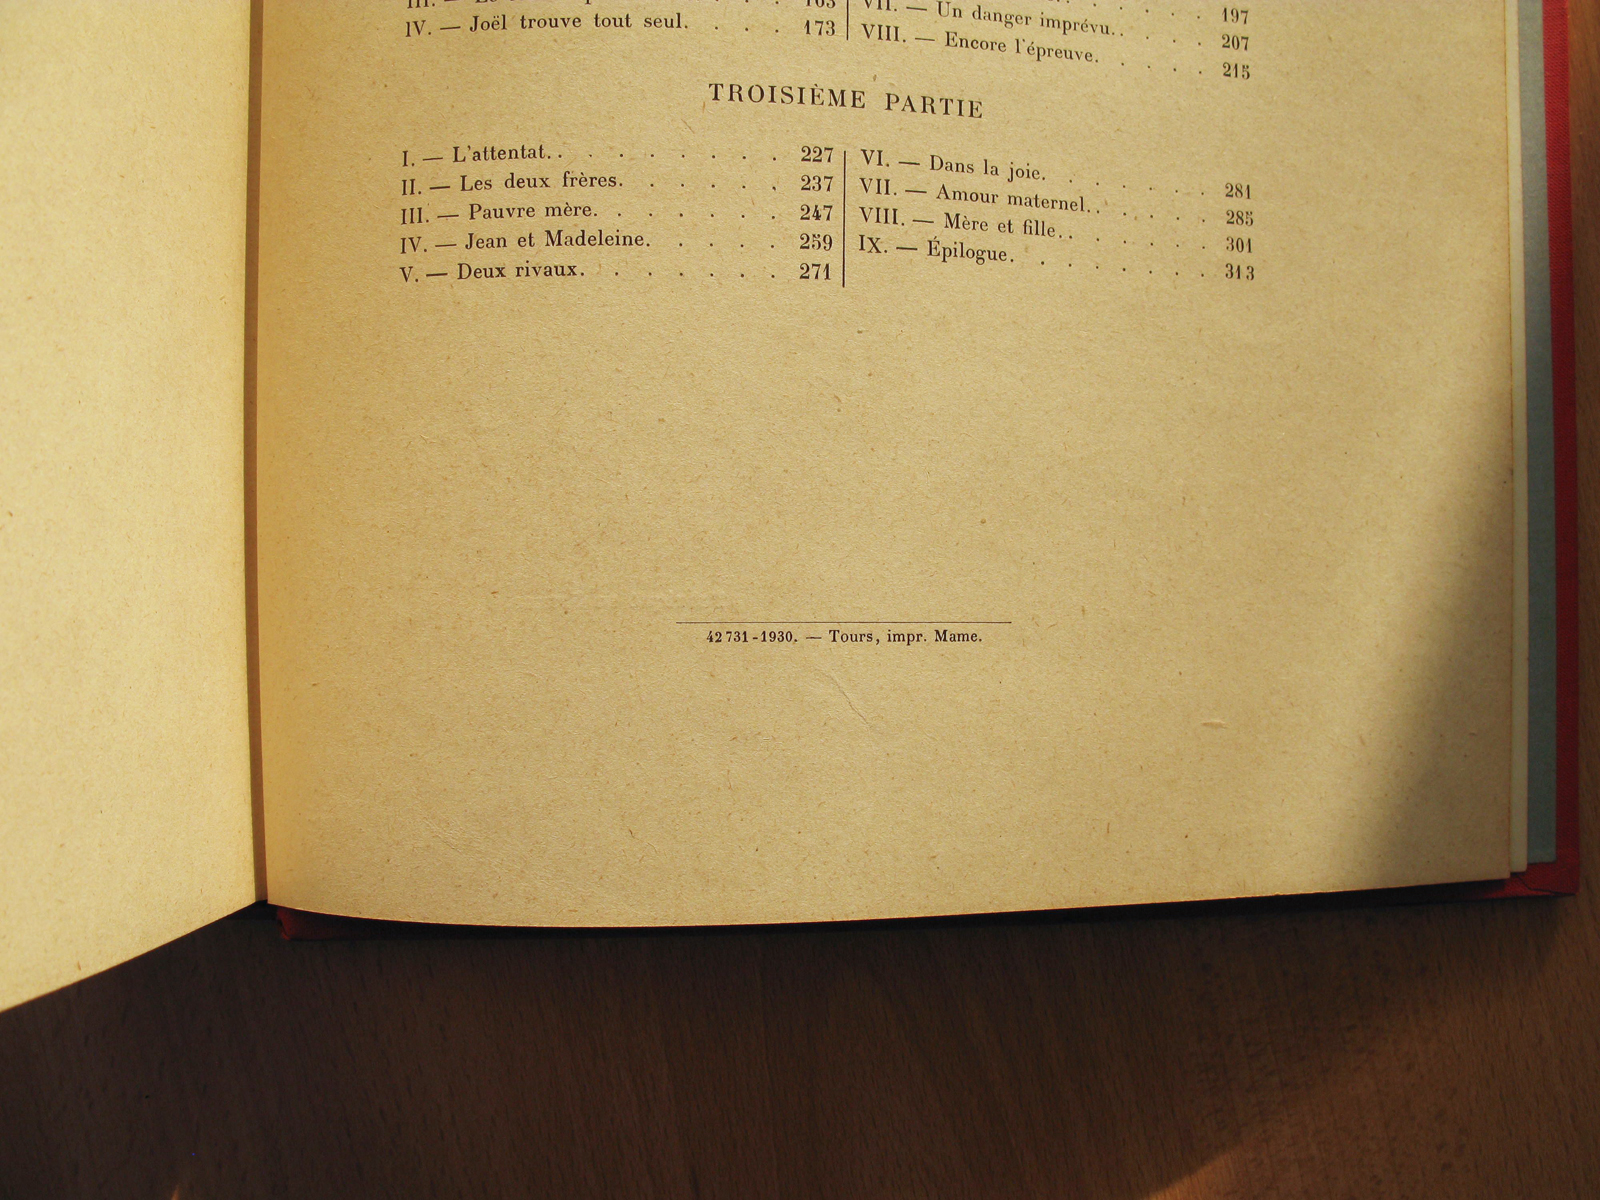 III. — 163
IV. — Joël trouve tout seul. . . . . 173
VII. — Un danger imprévu. . . . . 207
VIII. — Encore l'épreuve. . . . . 215
197
TROISIÈME PARTIE
I. — L'attentat. . . . . . . . . . 227
II. — Les deux frères. . . . . . . 237
III. — Pauvre mère. . . . . . . . 247
IV. — Jean et Madeleine. . . . . . 259
V. — Deux rivaux. . . . . . . . 271
VI. — Dans la joie. . . . . . . 281
VII. — Amour maternel. . . . . . 285
VIII. — Mère et fille. . . . . . . 301
IX. — Épilogue. . . . . . . . 313
42 731-1930. — Tours, impr. Mame.